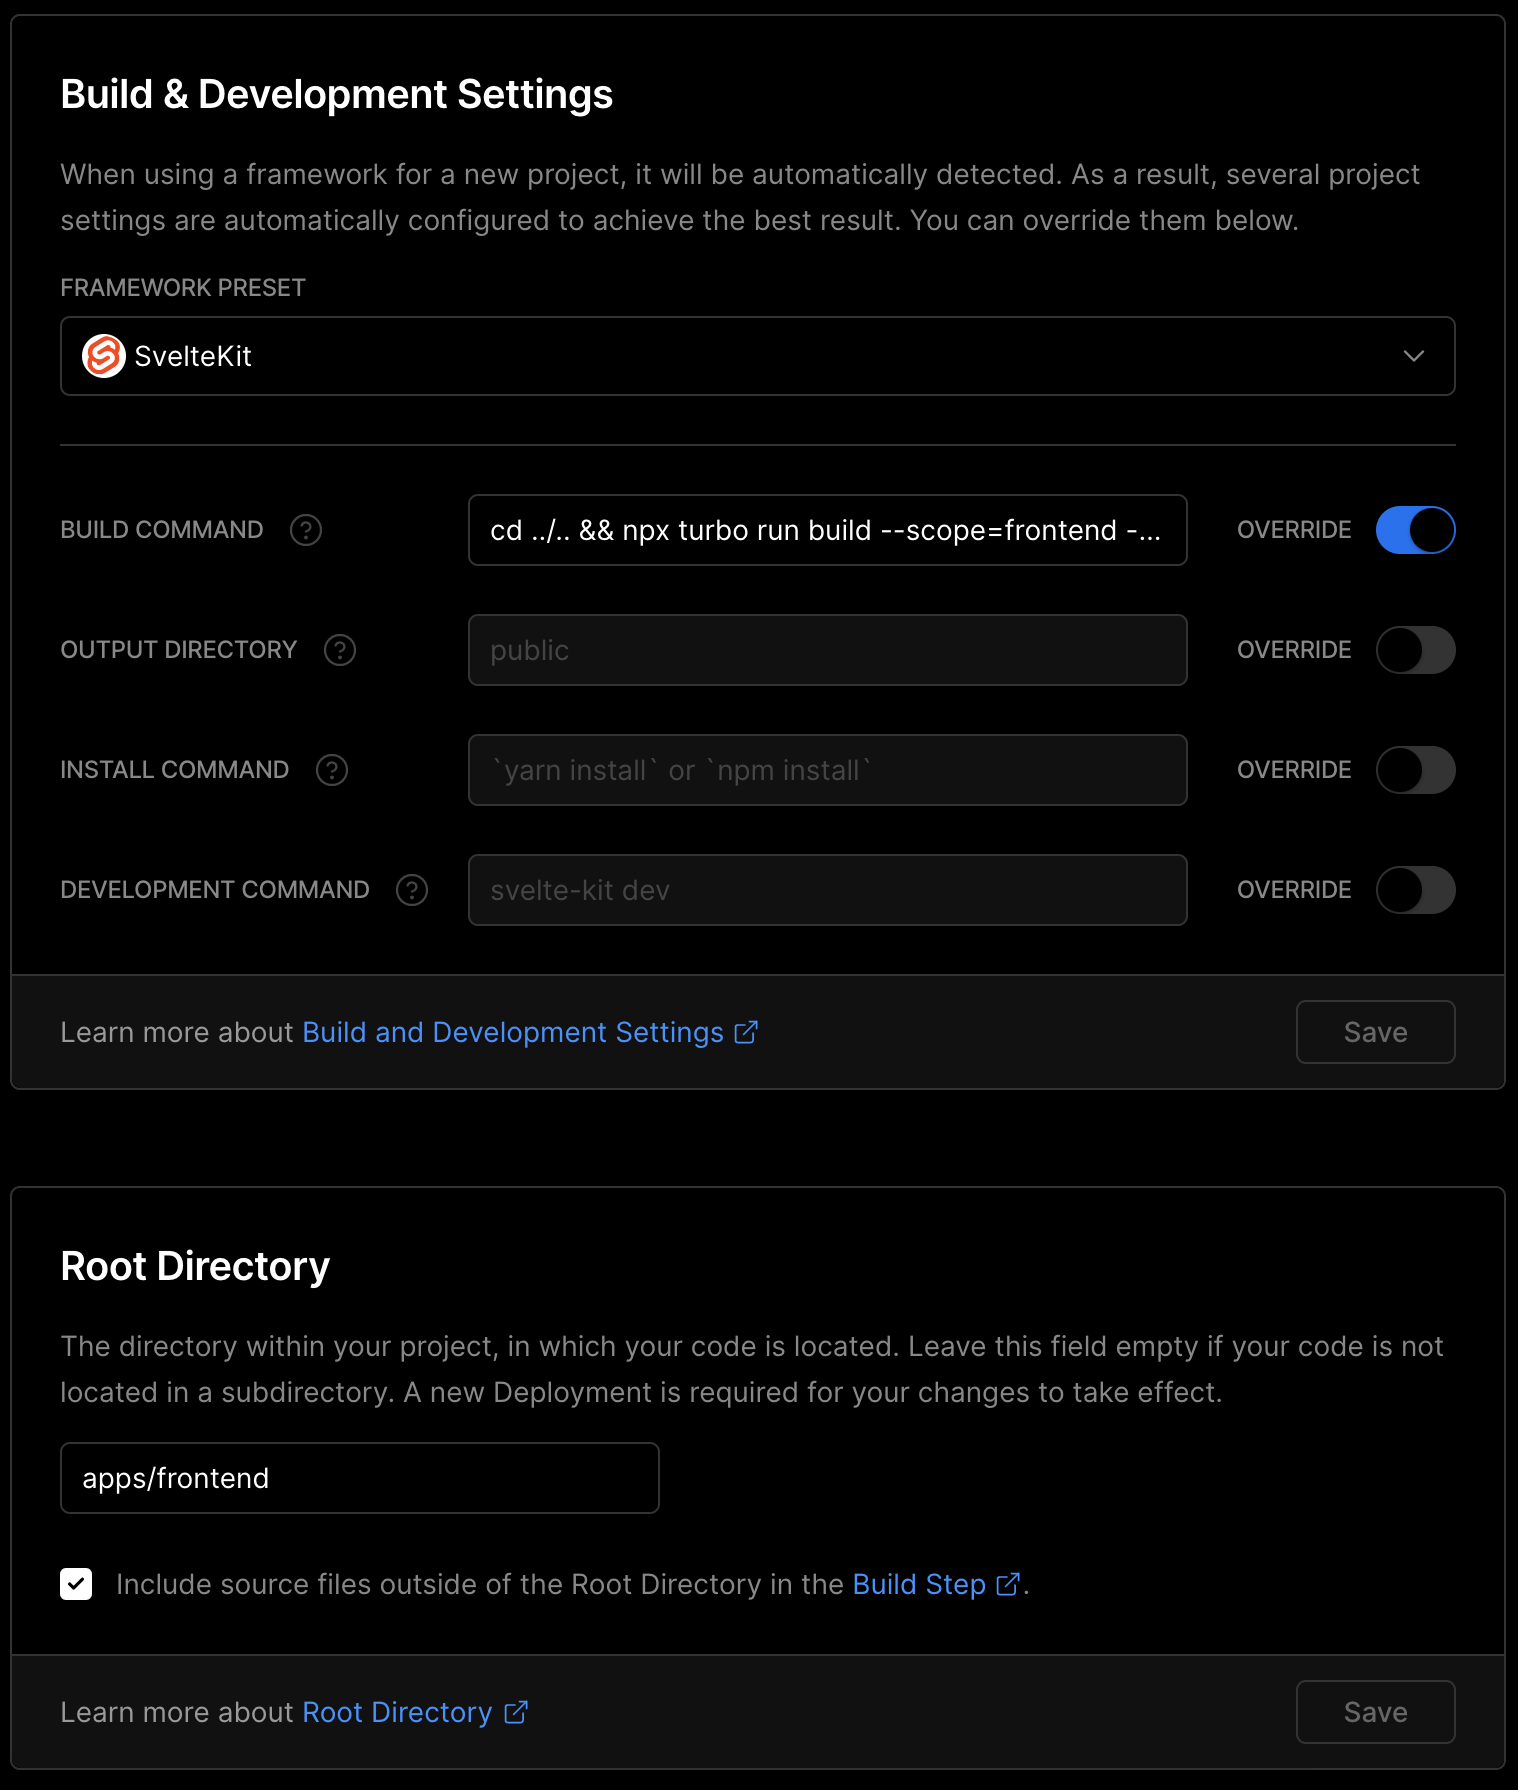 Build & Development Settings
When using a framework for a new project, it will be automatically detected. As a result, several project
settings are automatically configured to achieve the best result. You can override them below.
FRAMEWORK PRESET
SvelteKit
BUILD COMMAND ? cd ../.. && npx turbo run build --scope=frontend -... OVERRIDE
OUTPUT DIRECTORY ? public OVERRIDE
INSTALL COMMAND ? `yarn install` or `npm install` OVERRIDE
DEVELOPMENT COMMAND ? svelte-kit dev OVERRIDE
Learn more about Build and Development Settings Save
Root Directory
The directory within your project, in which your code is located. Leave this field empty if your code is not
located in a subdirectory. A new Deployment is required for your changes to take effect.
apps/frontend
Include source files outside of the Root Directory in the Build Step .
Learn more about Root Directory Save